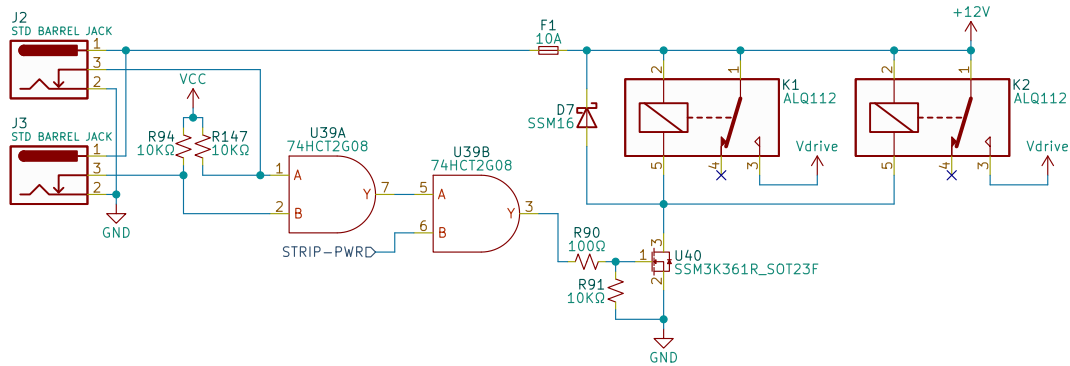 J2
STD BARREL JACK
1
3
2
J3
STD BARREL JACK
1
3
2
GND
VCC
R94
10KΩ
R147
10KΩ
U39A
74HCT2G08
1
A
2
B
Y
7
STRIP-PWR
U39B
74HCT2G08
5
A
6
B
Y
3
R90
100Ω
R91
10KΩ
F1
10A
D7
SSM16
1
3
2
U40
SSM3K361R_SOT23F
GND
K1
ALQ112
2
1
5
4
3
Vdrive
+12V
K2
ALQ112
2
1
5
4
3
Vdrive